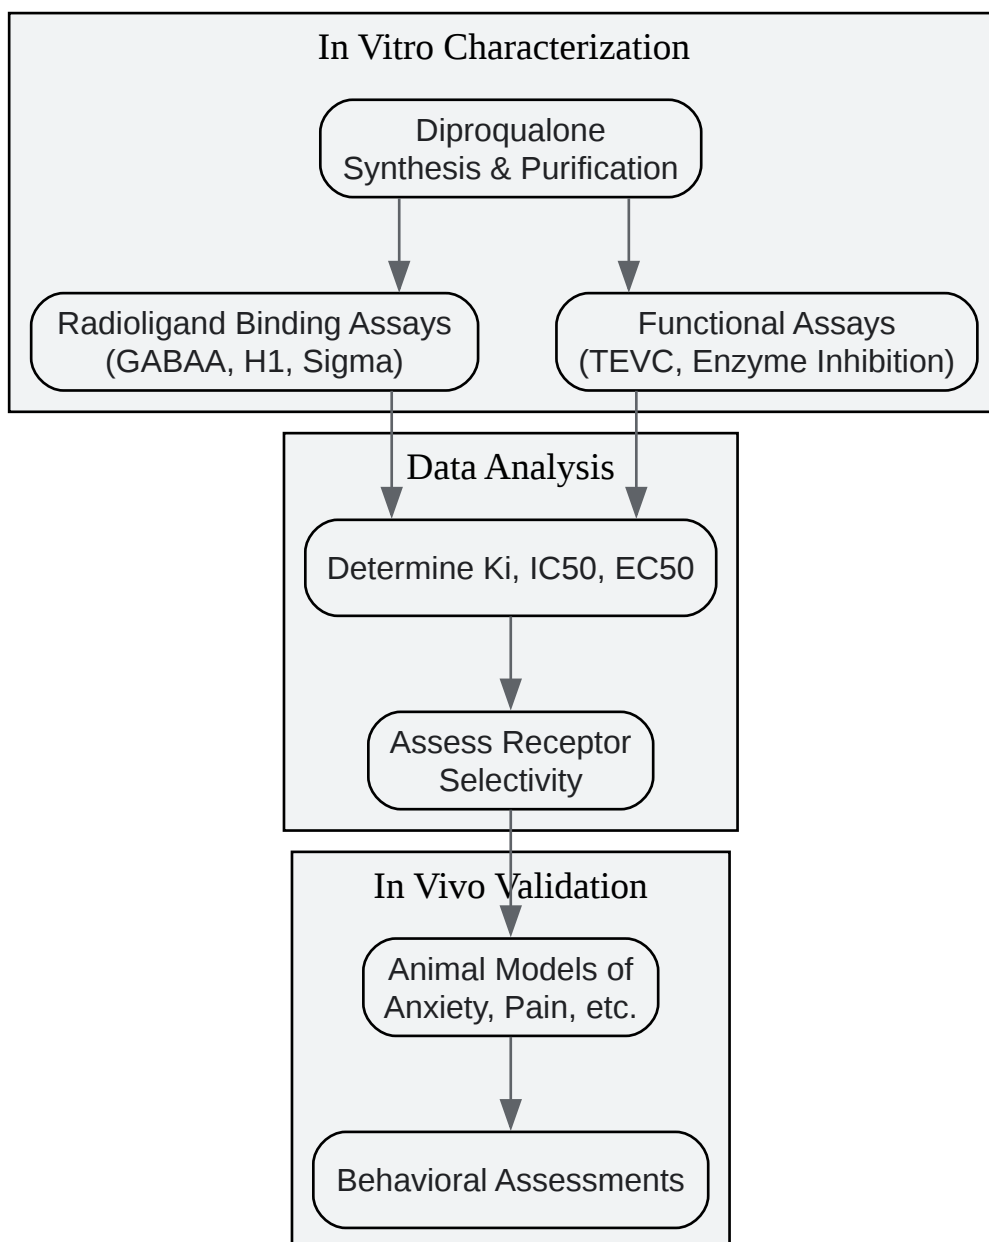 In Vitro Characterization
Diproqualone
Synthesis & Purification
Radioligand Binding Assays
(GABAA, H1, Sigma)
Functional Assays
(TEVC, Enzyme Inhibition)
Data Analysis
Determine Ki, IC50, EC50
Assess Receptor
Selectivity
In Vivo Validation
Animal Models of
Anxiety, Pain, etc.
Behavioral Assessments